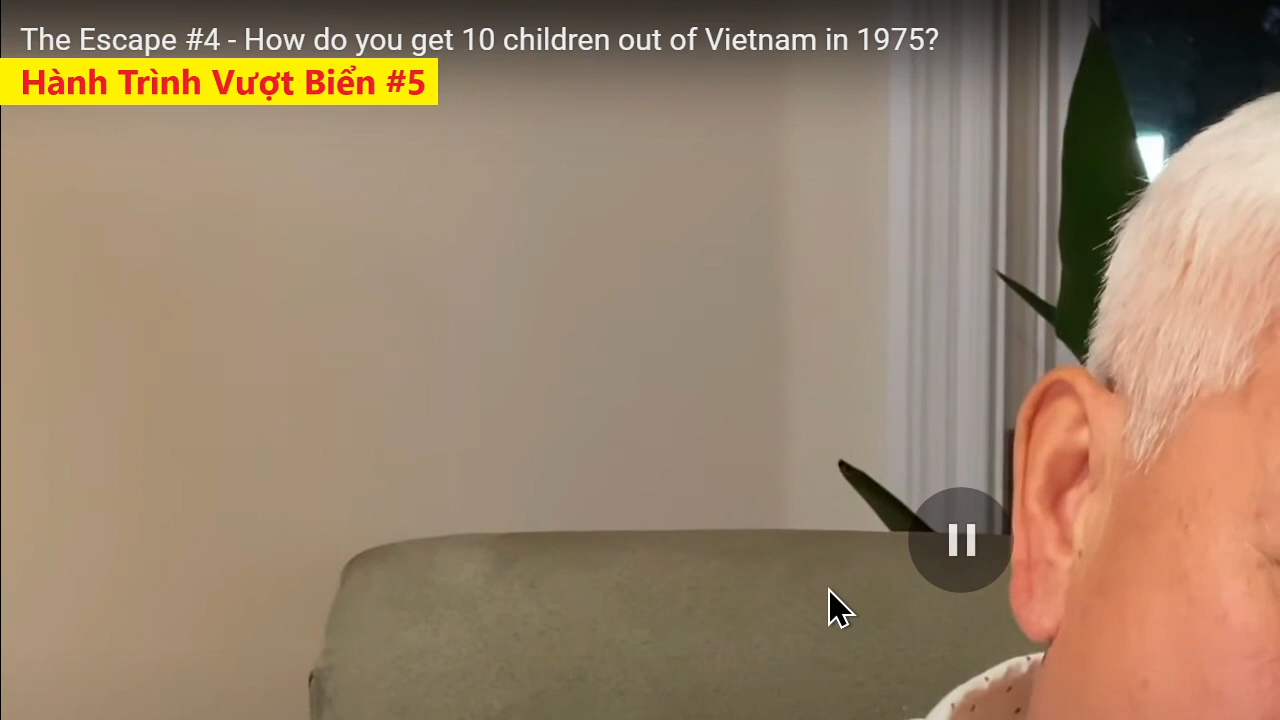 The Escape #4 - How do you get 10 children out of Vietnam in 1975?
Hành Trình Vượt Biển #5